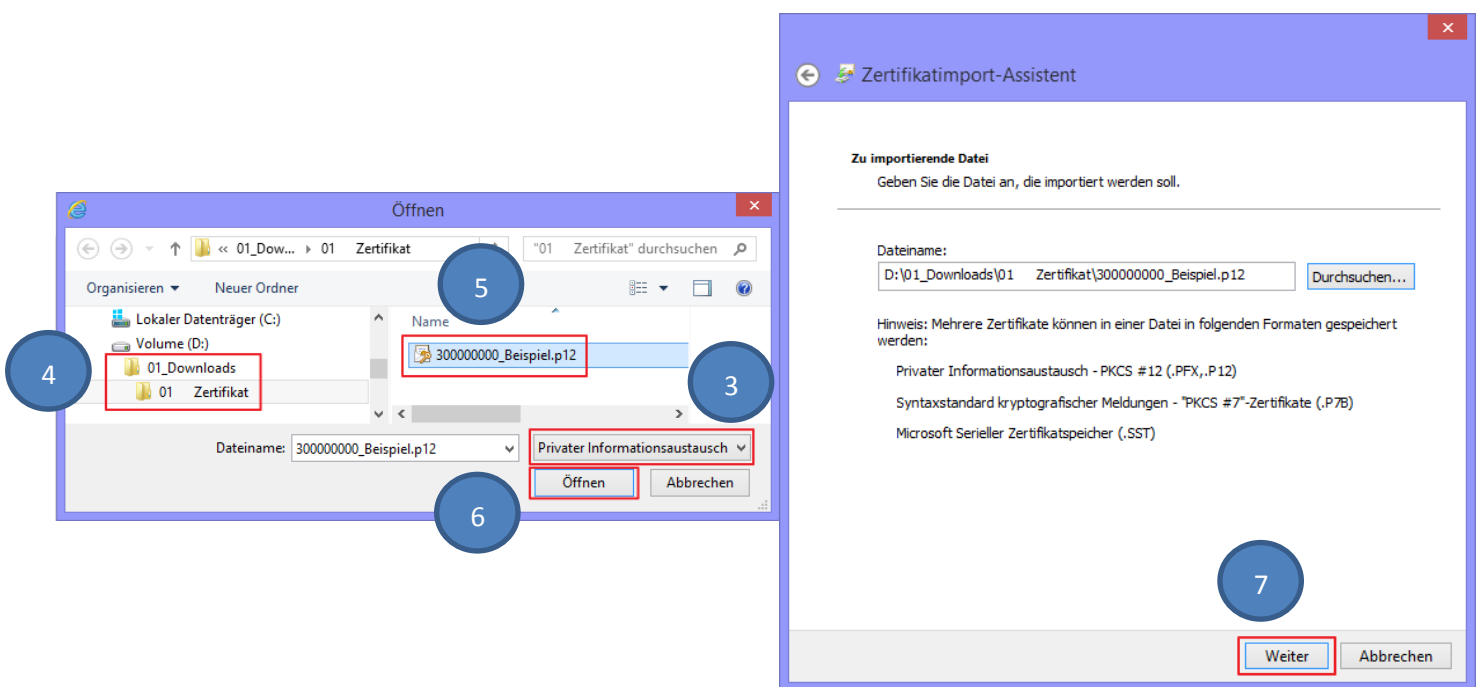 Öffnen
« 01_Dow... 01 Zertifikat
"01 Zertifikat" durchsuchen
Organisieren
Neuer Ordner
5
Lokaler Datenträger (C:)
Volume (D:)
01_Downloads
01 Zertifikat
4
Name
300000000_Beispiel.p12
3
Dateiname:
300000000_Beispiel.p12
Privater Informationsaustausch
Öffnen
Abbrechen
6
Zertifikatimport-Assistent
Zu importierende Datei
Geben Sie die Datei an, die importiert werden soll.
Dateiname:
D:\01_Downloads\01 Zertifikat\300000000_Beispiel.p12
Durchsuchen...
Hinweis: Mehrere Zertifikate können in einer Datei in folgenden Formaten gespeichert
werden:
Privater Informationsaustausch - PKCS #12 (.PFX,.P12)
Syntaxstandard kryptografischer Meldungen - "PKCS #7"-Zertifikate (.P7B)
Microsoft Serieller Zertifikatspeicher (.SST)
7
Weiter
Abbrechen